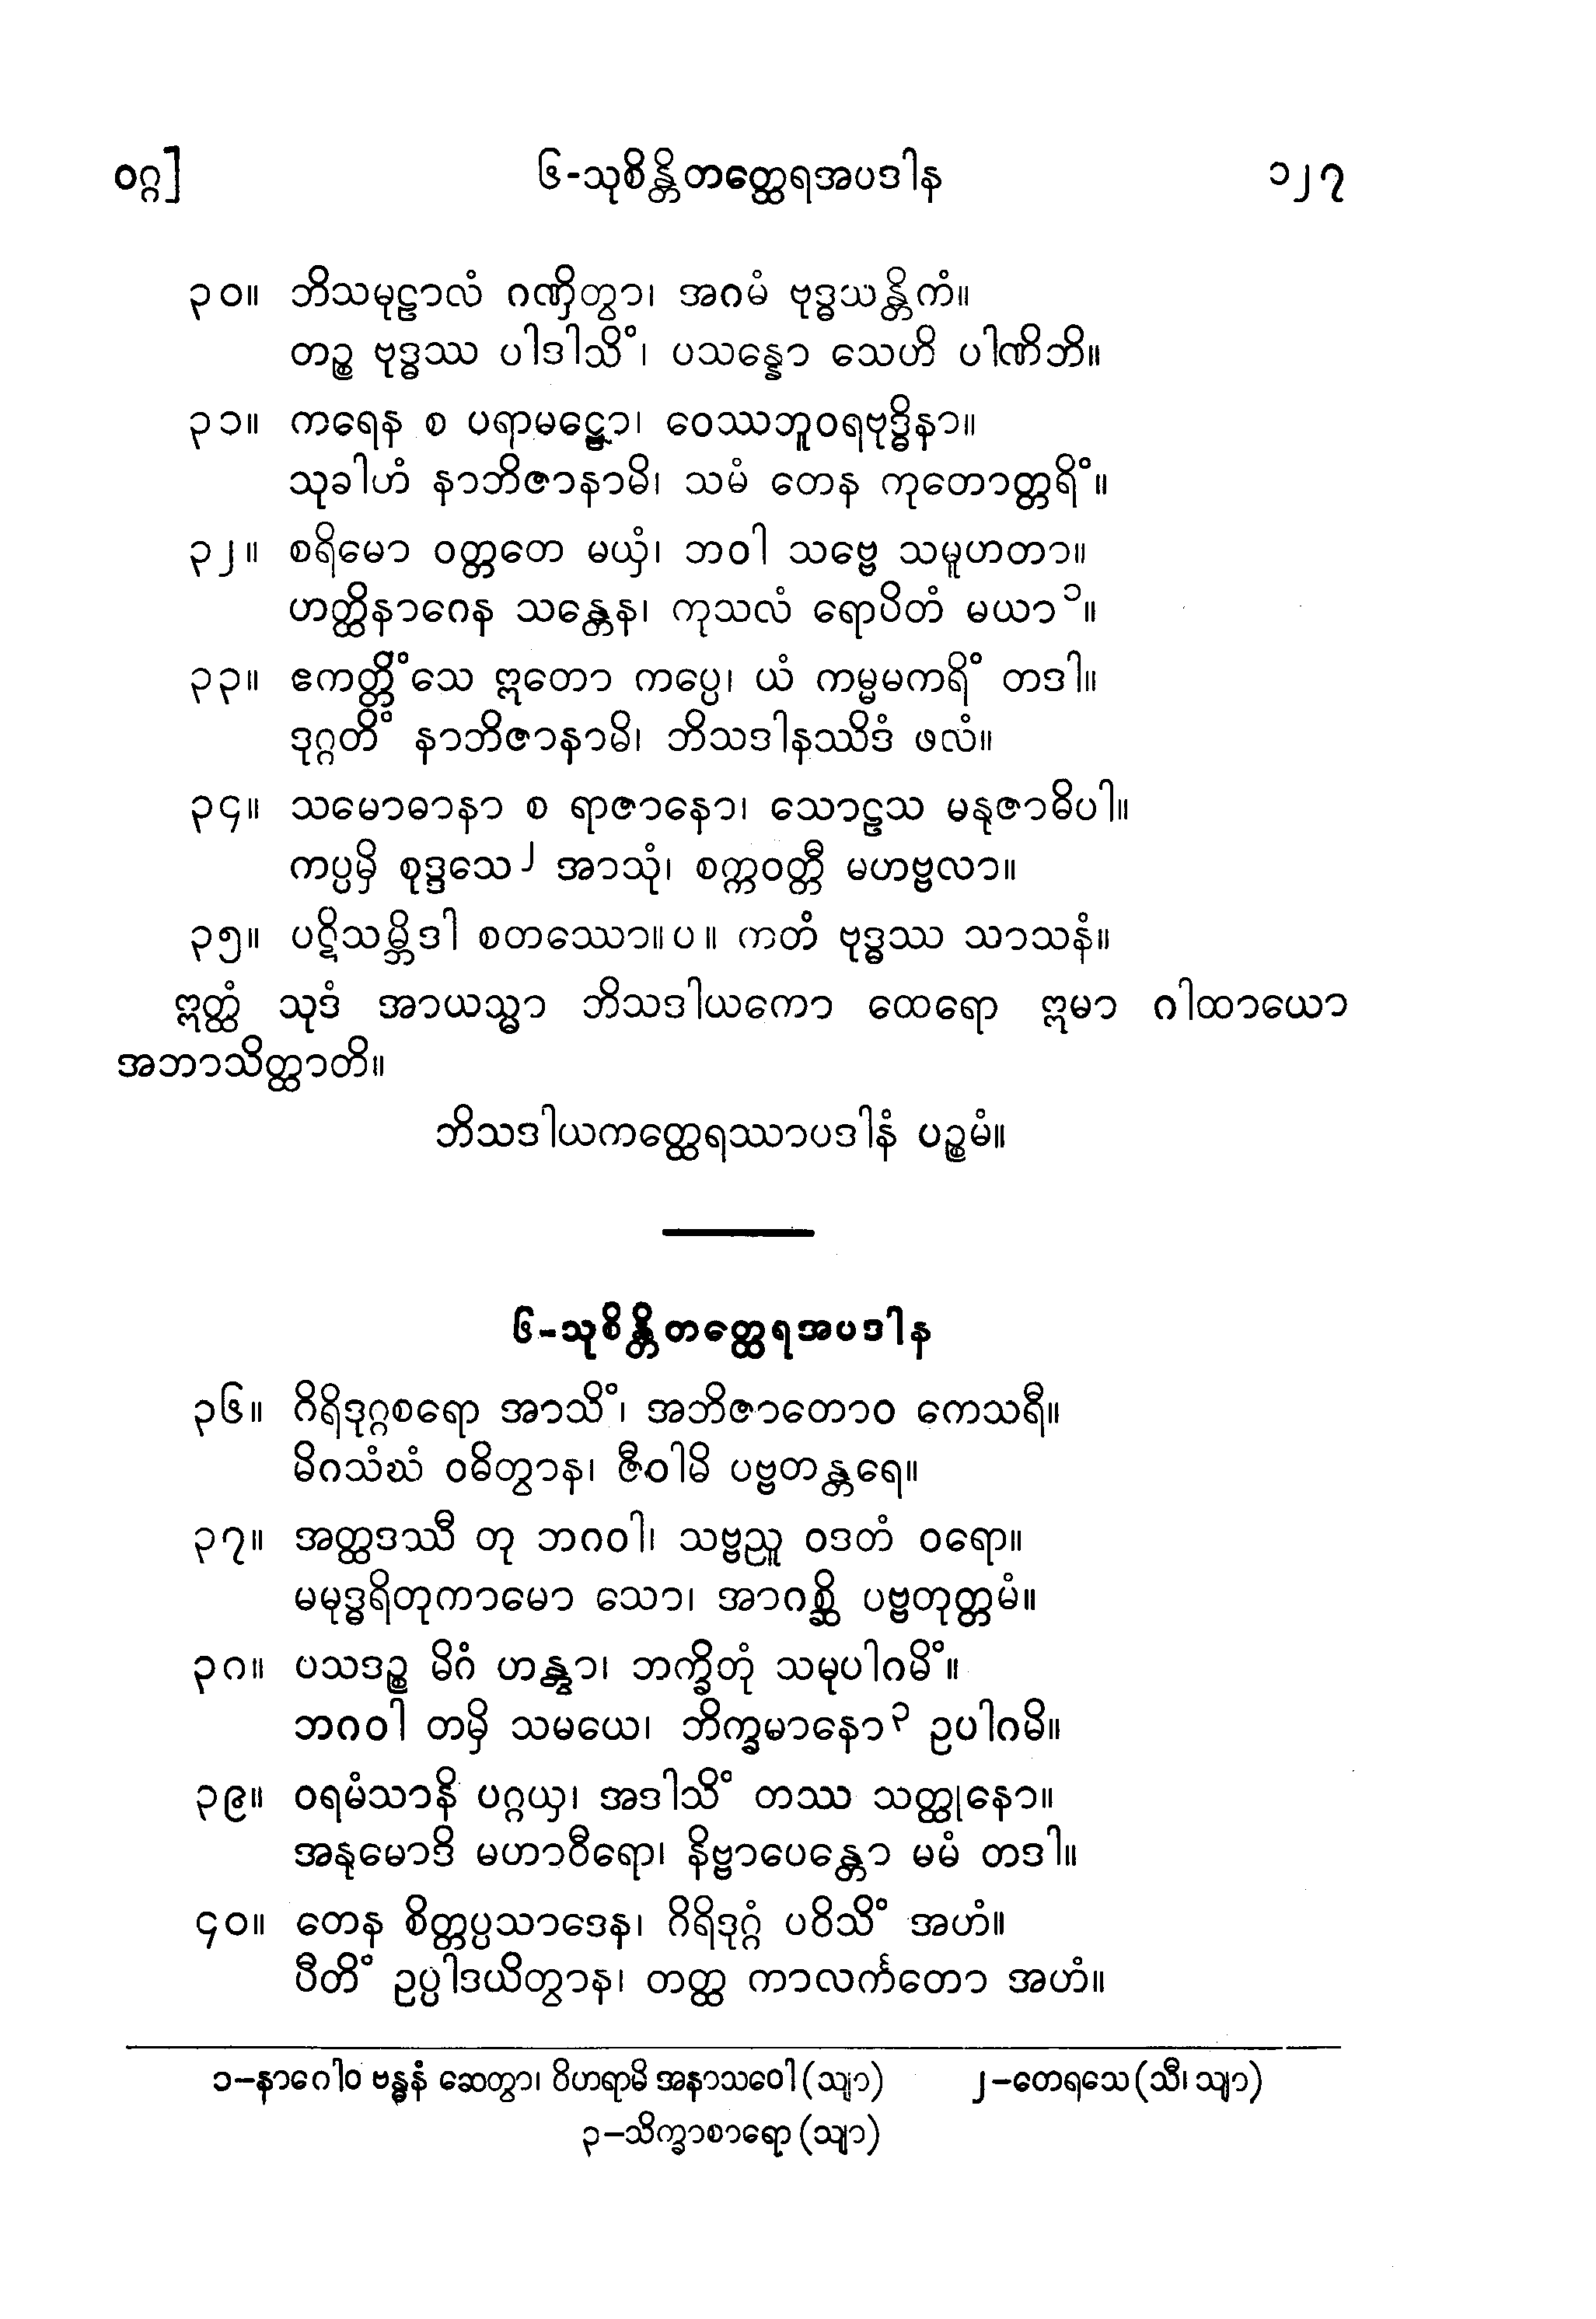 ဝဂ္ဂ] ၆-သုစိန္တိတတ္ထေရအပဒါန ၁၂၇
၃၀။ ဘိသမုဠာလံ ဂဏှိတွာ၊ အဂမံ ဗုဒ္ဓသန္တိကံ။
တဉ္စ ဗုဒ္ဓဿ ပါဒါသိံ၊ ပသန္နော သေဟိ ပါဏိဘိ။
၃၁။ ကရေန စ ပရာမဋ္ဌော၊ ဝေဿဘူဝရဗုဒ္ဓိနာ။
သုခါဟံ နာဘိဇာနာမိ၊ သမံ တေန ကုတောတ္တရိံ။
၃၂။ စရိမော ဝတ္တတေ မယှံ၊ ဘဝါ သဗ္ဗေ သမူဟတာ။
ဟတ္ထိနာဂေန သန္တေန၊ ကုသလံ ရောပိတံ မယာ၁။
၃၃။ ဧကတ္တိံသေ ဣတော ကပ္ပေ၊ ယံ ကမ္မမကရိံ တဒါ။
ဒုဂ္ဂတိံ နာဘိဇာနာမိ၊ ဘိသဒါနဿိဒံ ဖလံ။
၃၄။ သမောဓာနာ စ ရာဇာနော၊ သောဠသ မနုဇာဓိပါ။
ကပ္ပမှိ စုဒ္ဒသေ၂ အာသုံ၊ စက္ကဝတ္တီ မဟဗ္ဗလာ။
၃၅။ ပဋိသမ္ဘိဒါ စတဿော။ပ။ ကတံ ဗုဒ္ဓဿ သာသနံ။
ဣတ္ထံ သုဒံ အာယသ္မာ ဘိသဒါယကော ထေရော ဣမာ ဂါထာယော
အဘာသိတ္ထာတိ။
ဘိသဒါယကတ္ထေရဿာပဒါနံ ပဉ္စမံ။
၆-သုစိန္တိတတ္ထေရအပဒါန
၃၆။ ဂိရိဒုဂ္ဂစရော အာသိံ၊ အဘိဇာတောဝ ကေသရီ။
မိဂသံဃံ ဝဓိတွာန၊ ဇီဝါမိ ပဗ္ဗတန္တရေ။
၃၇။ အတ္ထဒဿီ တု ဘဂဝါ၊ သဗ္ဗညူ ဝဒတံ ဝရော။
မမုဒ္ဓရိတုကာမော သော၊ အာဂစ္ဆိ ပဗ္ဗတုတ္တမံ။
၃၈။ ပသဒဉ္စ မိဂံ ဟန္တွာ၊ ဘက္ခိတုံ သမုပါဂမိံ။
ဘဂဝါ တမှိ သမယေ၊ ဘိက္ခမာနော၃ ဥပါဂမိ။
၃၉။ ဝရမံသာနိ ပဂ္ဂယှ၊ အဒါသိံ တဿ သတ္ထုနော။
အနုမောဒိ မဟာဝီရော၊ နိဗ္ဗာပေန္တော မမံ တဒါ။
၄၀။ တေန စိတ္တပ္ပသာဒေန၊ ဂိရိဒုဂ္ဂံ ပဝိသိံ အဟံ။
ပီတိံ ဥပ္ပါဒယိတွာန၊ တတ္ထ ကာလင်္ကတော အဟံ။
၁–နာဂေါဝ ဗန္ဓနံ ဆေတွာ၊ ဝိဟရာမိ အနာသဝေါ (သျာ) ၂–တေရသေ (သီ၊ သျာ)
၃–သိက္ခာစာရော (သျာ)